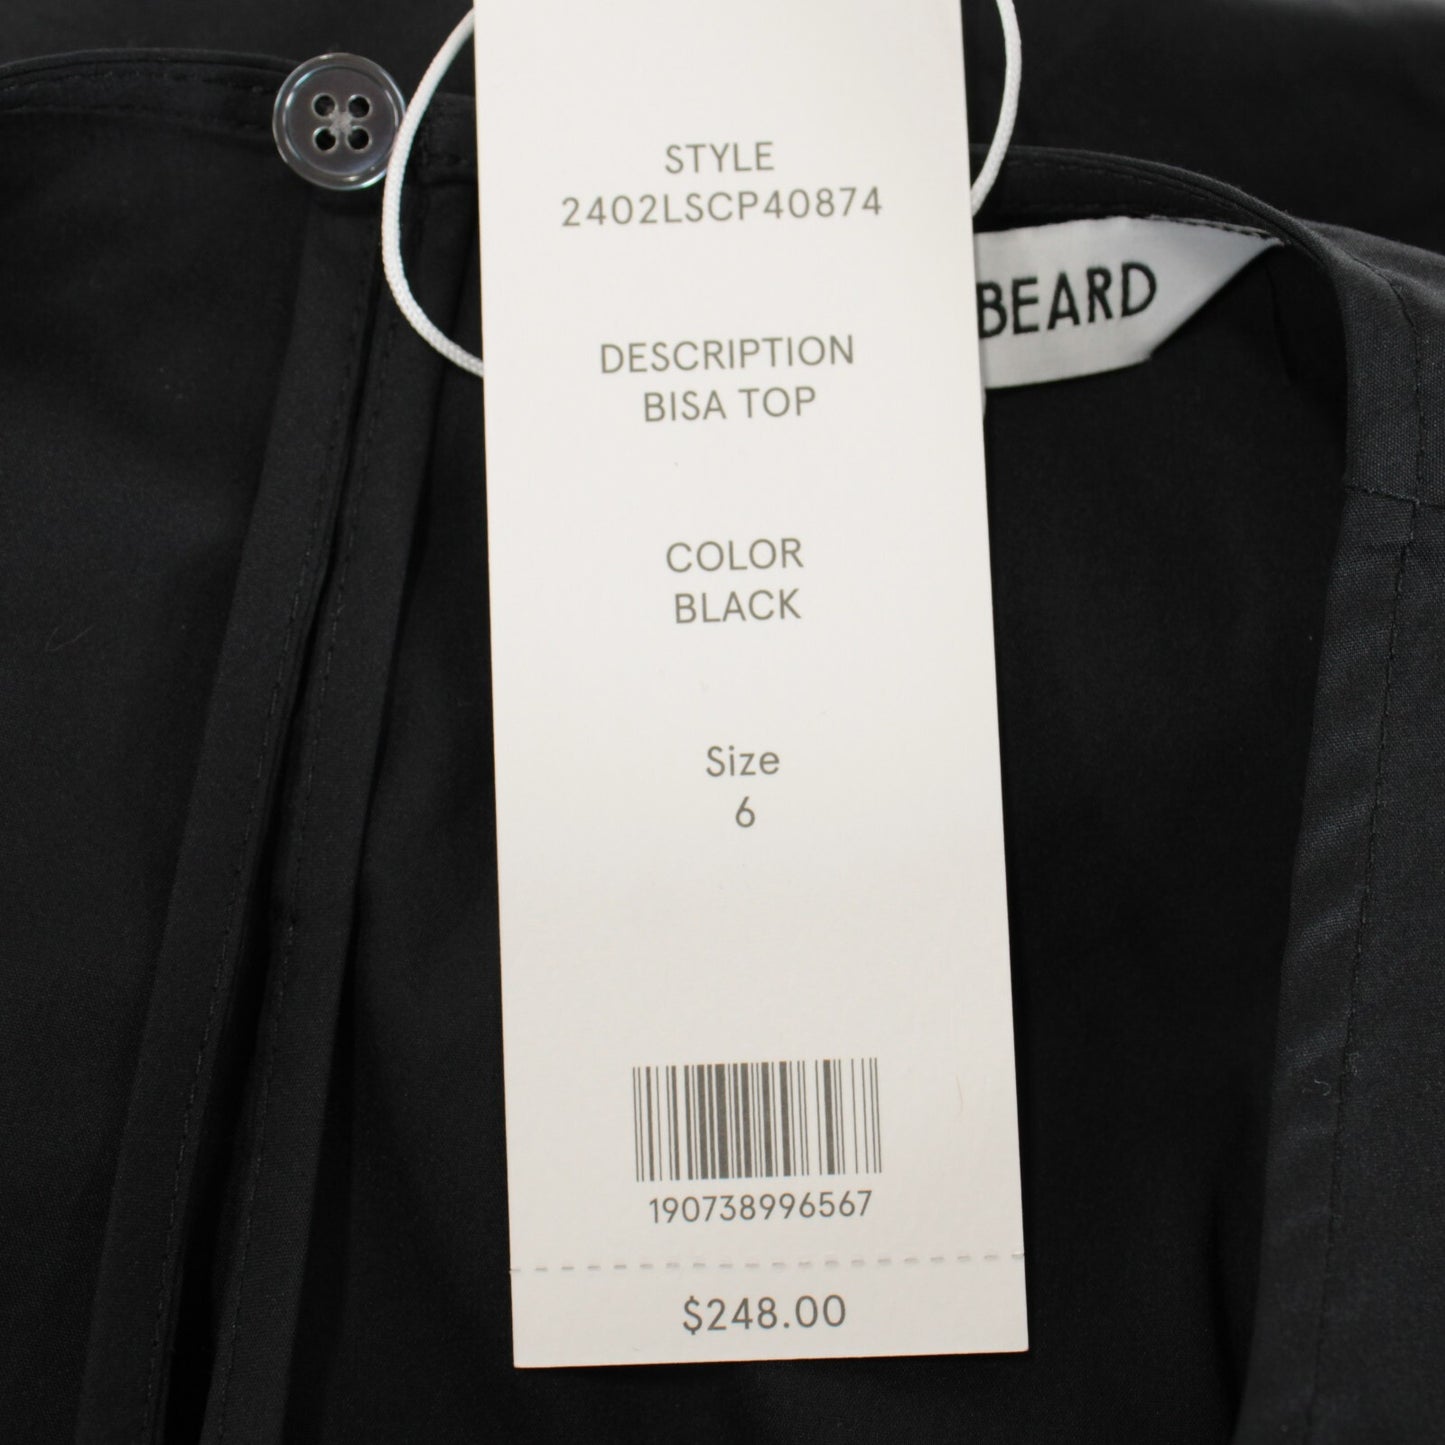 STYLE
2402LSCP40874
BEARD
DESCRIPTION
BISA TOP
COLOR
BLACK
Size
6
190738996567
$248.00